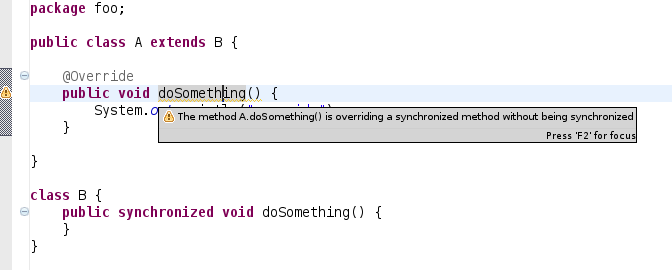 package foo;
public class A extends B {
@Override
public void doSomething() {
System.o
The method A.doSomething() is overriding a synchronized method without being synchronized
}
Press 'F2' for focus
}
class B {
public synchronized void doSomething() {
}
}